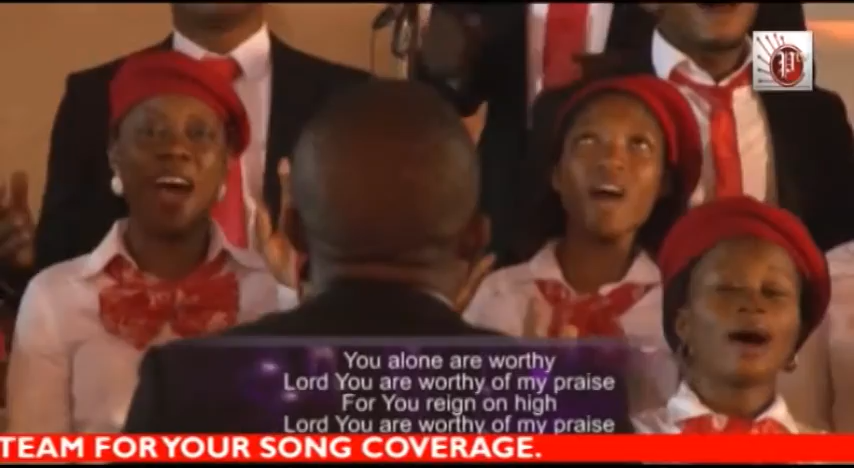 You alone are worthy
Lord You are worthy of my praise
For You reign on high
Lord You are worthy of my praise
TEAM FOR YOUR SONG COVERAGE.